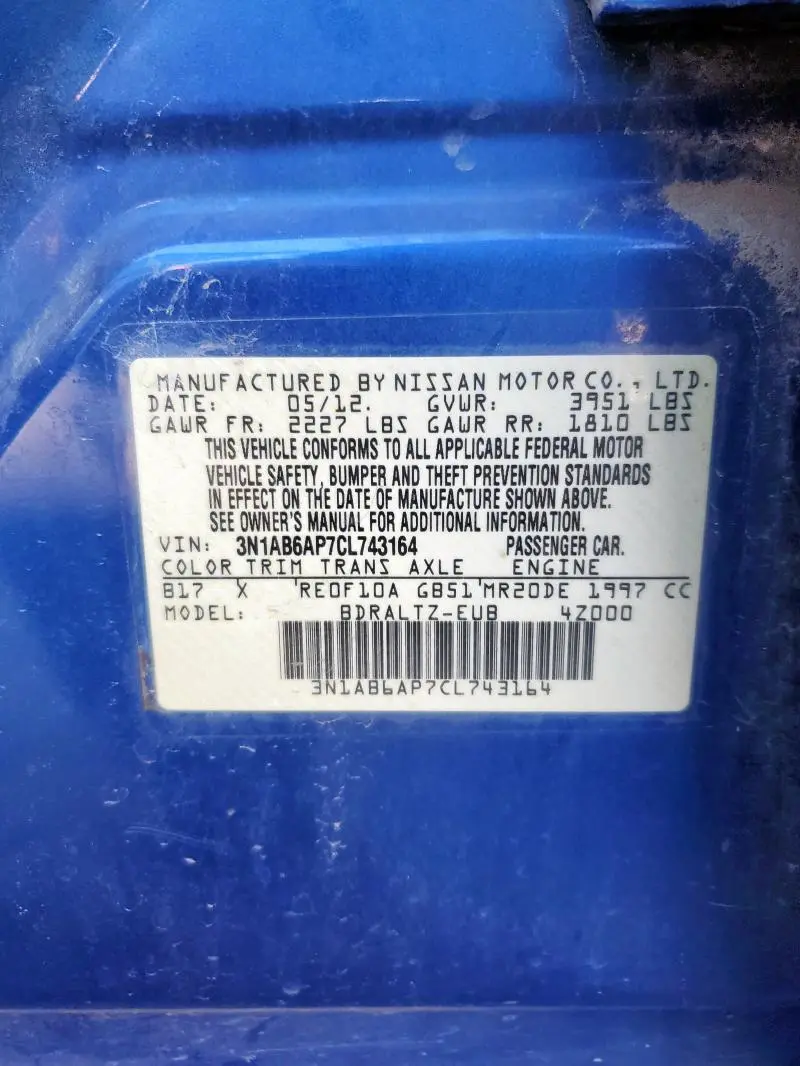 MANUFACTURED BY NISSAN MOTOR CO., LTD.
DATE: 05/12. GVWR: 3951 LBS
GAWR FR: 2227 LBS GAWR RR: 1810 LBS
THIS VEHICLE CONFORMS TO ALL APPLICABLE FEDERAL MOTOR
VEHICLE SAFETY, BUMPER AND THEFT PREVENTION STANDARDS
IN EFFECT ON THE DATE OF MANUFACTURE SHOWN ABOVE.
SEE OWNER'S MANUAL FOR ADDITIONAL INFORMATION.
VIN: 3N1AB6AP7CL743164 PASSENGER CAR.
COLOR TRIM TRANS AXLE ENGINE
B17 X RE0F10A GB51 MR20DE 1997 CC
MODEL: BDRALTZ-EUB 4Z000
3N1AB6AP7CL743164